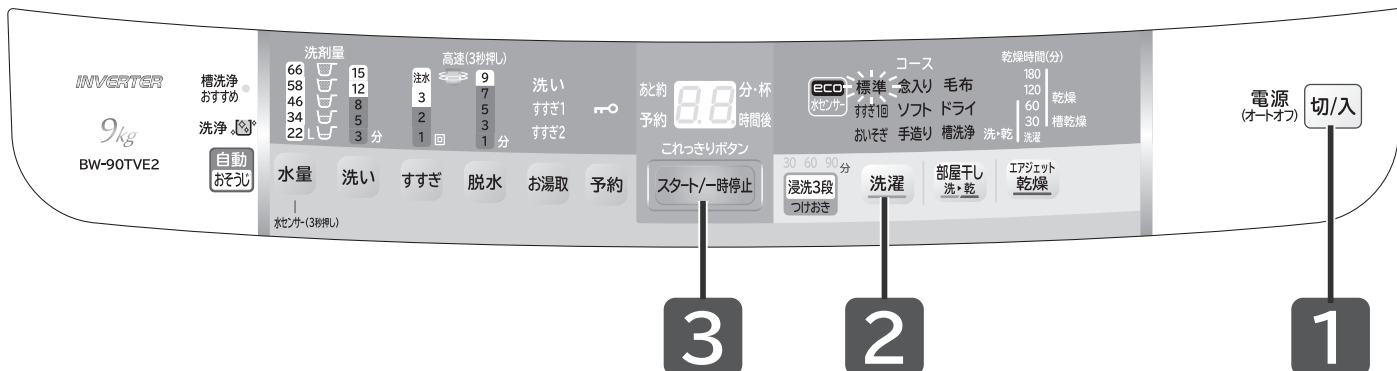 INVERTER
9kg
BW-90TVE2
槽洗浄
おすすめ
洗浄
自動
おそうじ
洗剤量
66
58
46
34
22 L
15
12
8
5
3 分
注水
3
2
1 回
高速(3秒押し)
9
7
5
3
1 分
洗い
すすぎ1
すすぎ2
あと約
予約
88
分・杯
時間後
コース
eco
水センサー
標準 念入り 毛布
すすぎ1回 ソフト ドライ
おいそぎ 手造り 槽洗浄
乾燥時間(分)
180
120
60
30
洗濯
乾燥
槽乾燥
洗▸乾
水量
洗い
すすぎ
脱水
お湯取
予約
水センサー(3秒押し)
これっきりボタン
スタート/一時停止
30 60 90 分
浸洗3段
つけおき
洗濯
部屋干し
洗▸乾
エアジェット
乾燥
電源
(オートオフ)
切/入
3
2
1